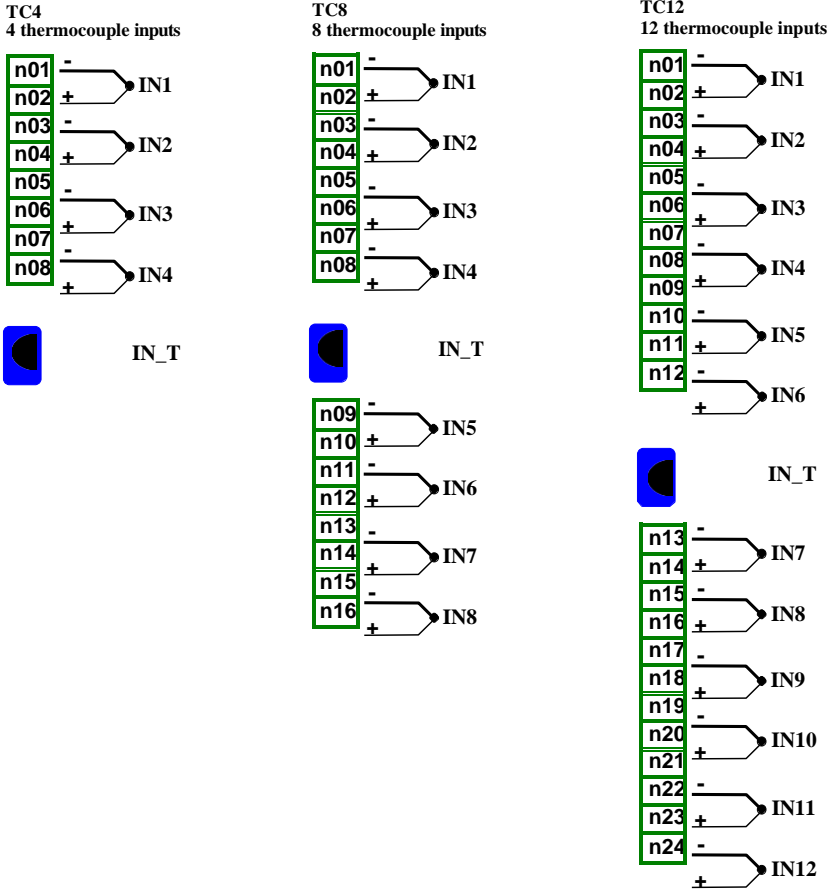 TC4
4 thermocouple inputs
n01 - IN1
n02 +
n03 - IN2
n04 +
n05 - IN3
n06 +
n07 - IN4
n08 +
IN_T
TC8
8 thermocouple inputs
n01 - IN1
n02 +
n03 - IN2
n04 +
n05 - IN3
n06 +
n07 - IN4
n08 +
IN_T
n09 - IN5
n10 +
n11 - IN6
n12 +
n13 - IN7
n14 +
n15 - IN8
n16 +
TC12
12 thermocouple inputs
n01 - IN1
n02 +
n03 - IN2
n04 +
n05 - IN3
n06 +
n07 - IN4
n08 +
n09 - IN5
n10 +
n11 - IN6
n12 +
IN_T
n13 - IN7
n14 +
n15 - IN8
n16 +
n17 - IN9
n18 +
n19 - IN10
n20 +
n21 - IN11
n22 +
n23 - IN12
n24 +